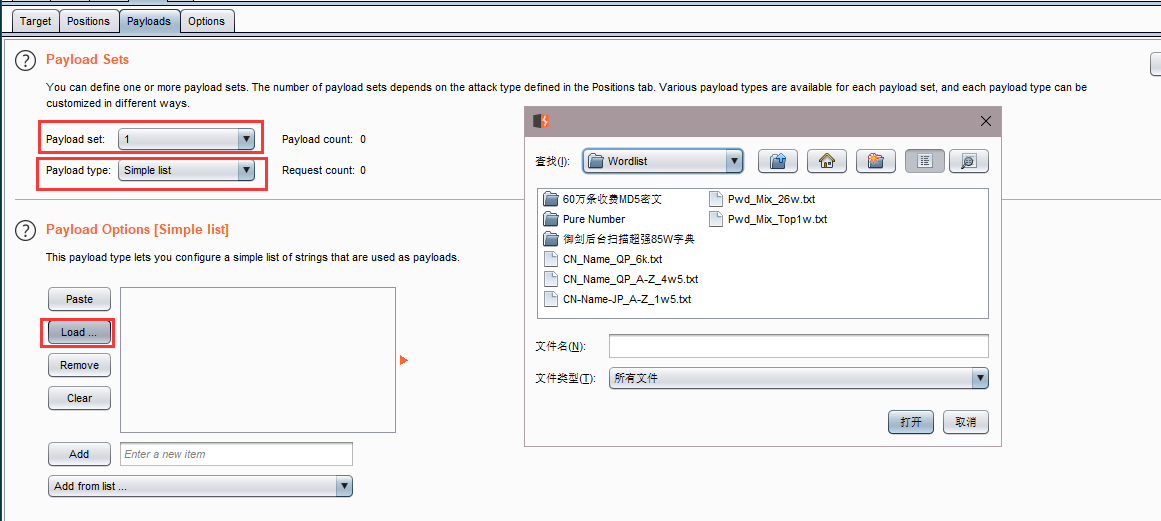 Target Positions Payloads Options
? Payload Sets
You can define one or more payload sets. The number of payload sets depends on the attack type defined in the Positions tab. Various payload types are available for each payload set, and each payload type can be
customized in different ways.
Payload set: 1 Payload count: 0
Payload type: Simple list Request count: 0
? Payload Options [Simple list]
This payload type lets you configure a simple list of strings that are used as payloads.
Paste
Load ...
Remove
Clear
Add Enter a new item
Add from list ...
查找(I): Wordlist
60万条收费MD5密文
Pure Number
御剑后台扫描超强85W字典
CN_Name_QP_6k.txt
CN_Name_QP_A-Z_4w5.txt
CN-Name-JP_A-Z_1w5.txt
Pwd_Mix_26w.txt
Pwd_Mix_Top1w.txt
文件名(N):
文件类型(T): 所有文件
打开 取消